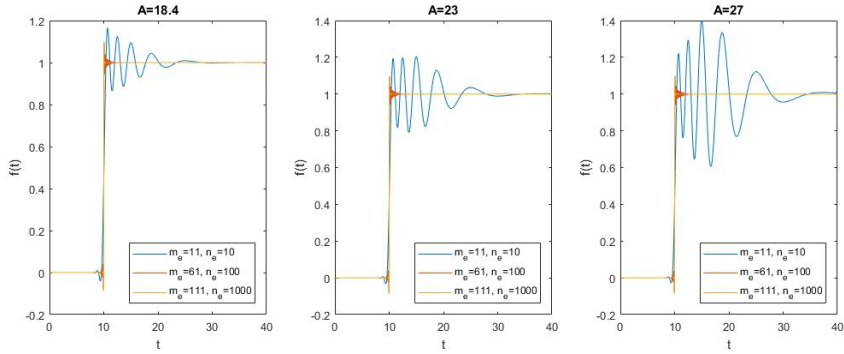 A=18.4
1.2
1
0.8
0.6
0.4
0.2
0
-0.2
f(t)
0 10 20 30 40
t
m_e=11, n_e=10
m_e=61, n_e=100
m_e=111, n_e=1000
A=23
1.4
1.2
1
0.8
0.6
0.4
0.2
0
-0.2
f(t)
0 10 20 30 40
t
m_e=11, n_e=10
m_e=61, n_e=100
m_e=111, n_e=1000
A=27
1.4
1.2
1
0.8
0.6
0.4
0.2
0
-0.2
f(t)
0 10 20 30 40
t
m_e=11, n_e=10
m_e=61, n_e=100
m_e=111, n_e=1000